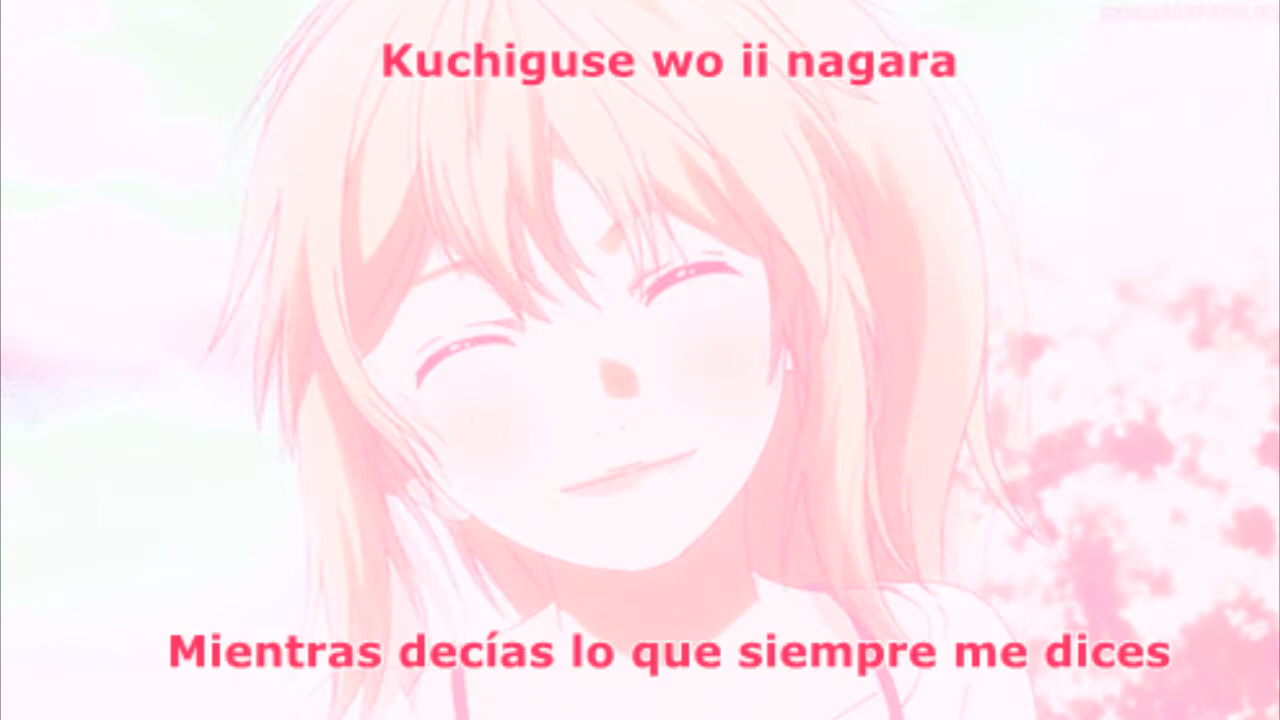 Kuchiguse wo ii nagara
Mientras decías lo que siempre me dices